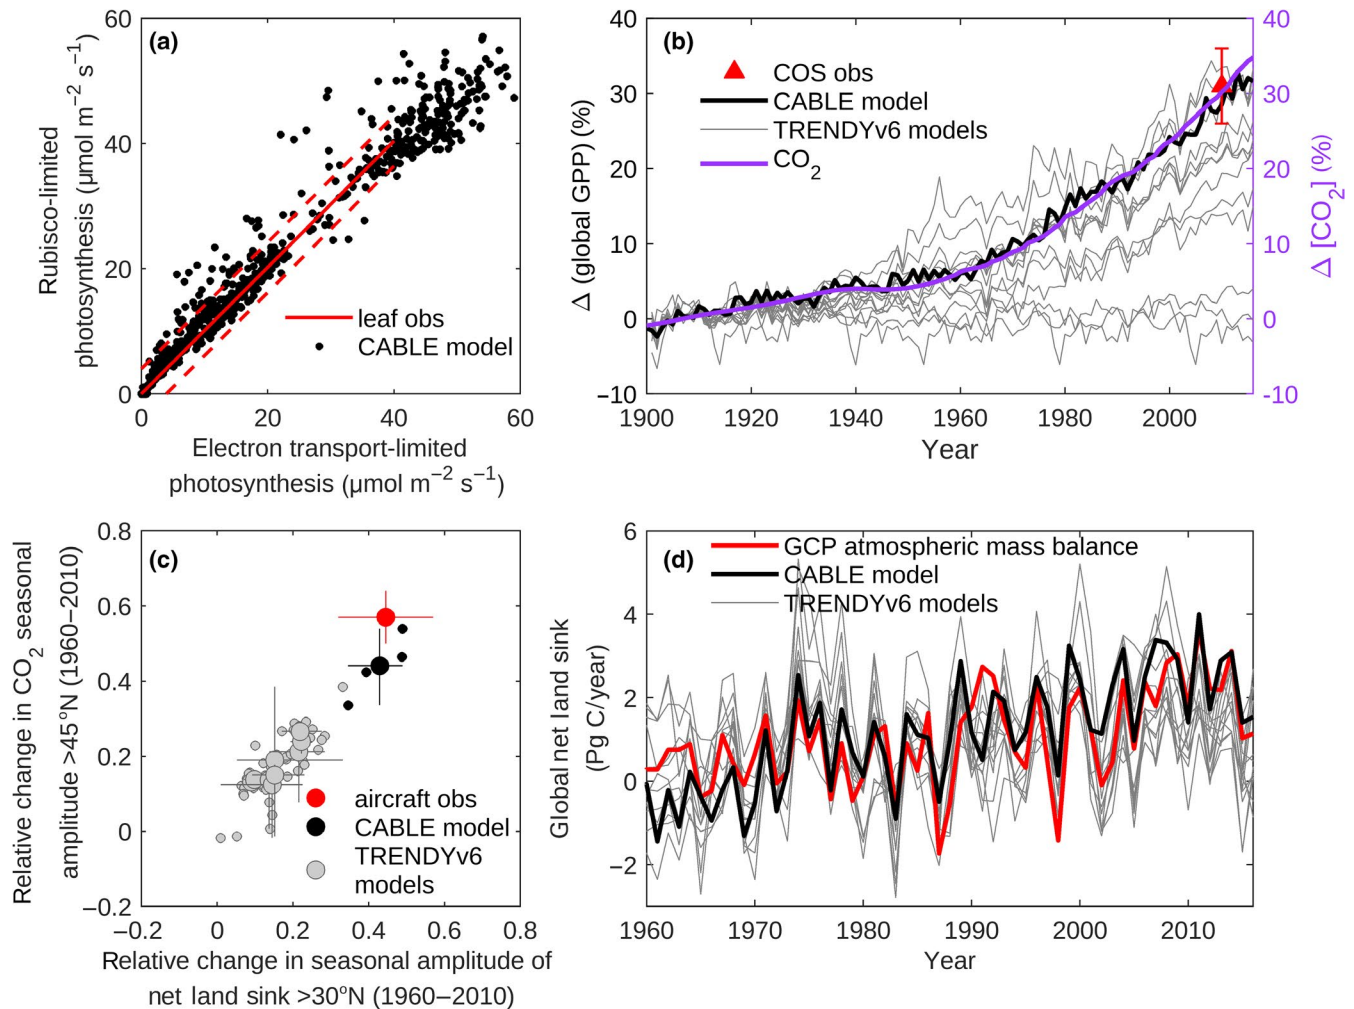 (a)
60
40
20
0
0
20
40
60
Rubisco-limited
photosynthesis (μmol m−2 s−1)
leaf obs
CABLE model
Electron transport-limited
photosynthesis (μmol m−2 s−1)
(b)
40
30
20
10
0
−10
Δ (global GPP) (%)
COS obs
CABLE model
TRENDYv6 models
CO2
40
30
20
10
0
-10
Δ [CO2] (%)
1900
1920
1940
1960
1980
2000
Year
(c)
0.8
0.6
0.4
0.2
0
−0.2
Relative change in CO2 seasonal
amplitude >45°N (1960−2010)
aircraft obs
CABLE model
TRENDYv6
models
−0.2
0
0.2
0.4
0.6
0.8
Relative change in seasonal amplitude of
net land sink >30°N (1960−2010)
(d)
6
4
2
0
−2
Global net land sink
(Pg C/year)
GCP atmospheric mass balance
CABLE model
TRENDYv6 models
1960
1970
1980
1990
2000
2010
Year